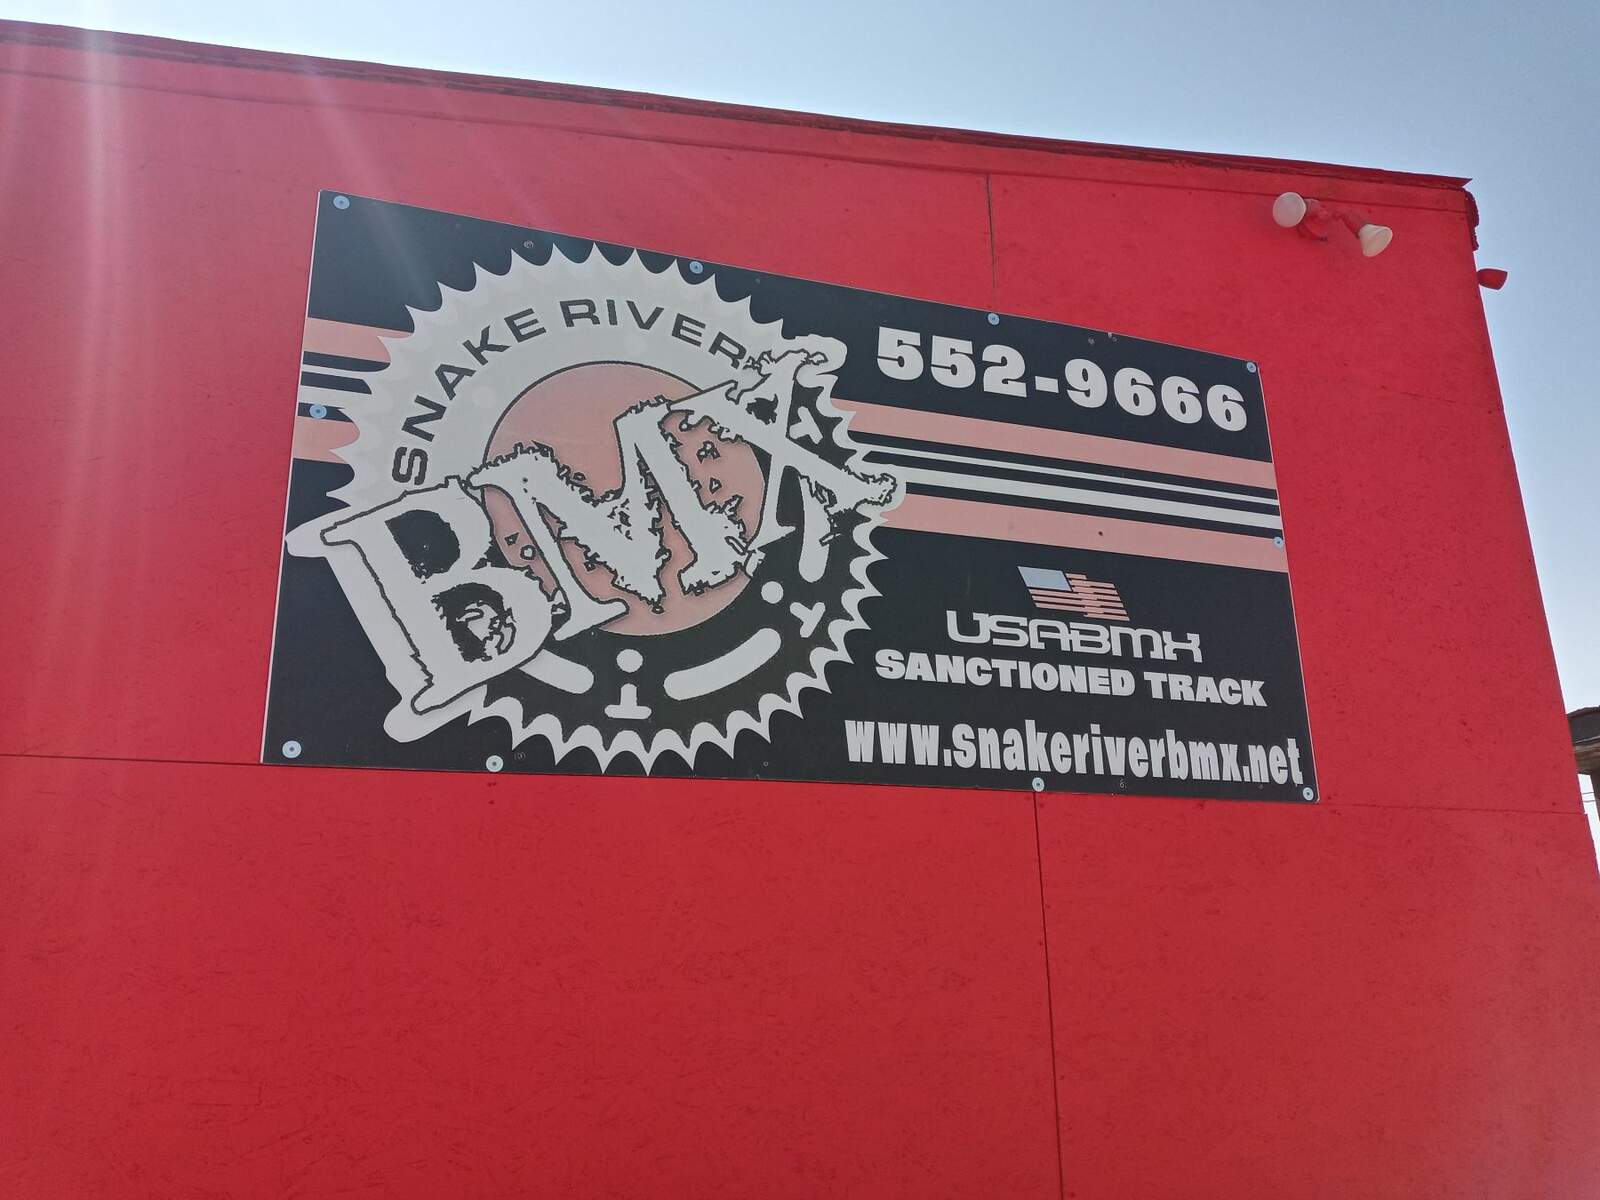 SNAKE RIVER
BMX
552-9666
USABMX
SANCTIONED TRACK
www.snakeriverbmx.net